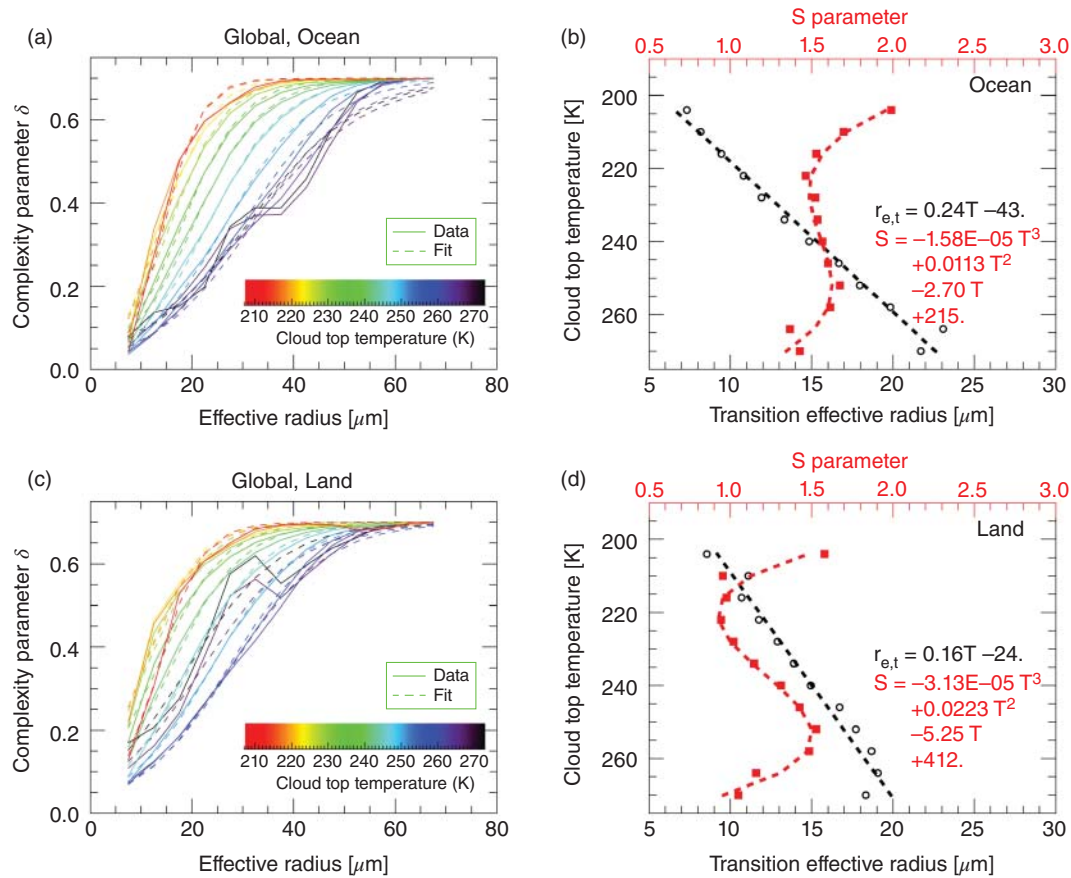 (a)
Global, Ocean
Complexity parameter δ
0.6
0.4
0.2
0.0
Data
Fit
210 220 230 240 250 260 270
Cloud top temperature (K)
0 20 40 60 80
Effective radius [μm]
(b)
S parameter
0.5 1.0 1.5 2.0 2.5 3.0
Ocean
Cloud top temperature [K]
200
220
240
260
r_e,t = 0.24T –43.
S = –1.58E–05 T³
+0.0113 T²
–2.70 T
+215.
5 10 15 20 25 30
Transition effective radius [μm]
(c)
Global, Land
Complexity parameter δ
0.6
0.4
0.2
0.0
Data
Fit
210 220 230 240 250 260 270
Cloud top temperature (K)
0 20 40 60 80
Effective radius [μm]
(d)
S parameter
0.5 1.0 1.5 2.0 2.5 3.0
Land
Cloud top temperature [K]
200
220
240
260
r_e,t = 0.16T –24.
S = –3.13E–05 T³
+0.0223 T²
–5.25 T
+412.
5 10 15 20 25 30
Transition effective radius [μm]